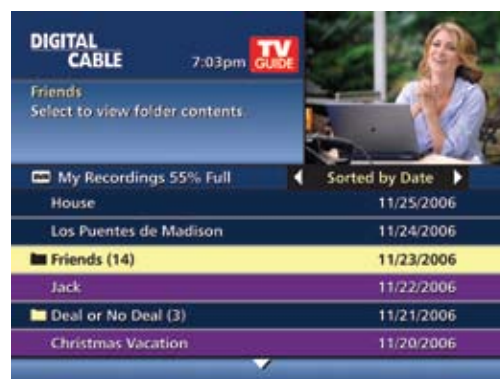 DIGITAL
CABLE
7:03pm
TV
GUIDE
Friends
Select to view folder contents.
DVR My Recordings 55% Full
Sorted by Date
House 11/25/2006
Los Puentes de Madison 11/24/2006
Friends (14) 11/23/2006
Jack 11/22/2006
Deal or No Deal (3) 11/21/2006
Christmas Vacation 11/20/2006